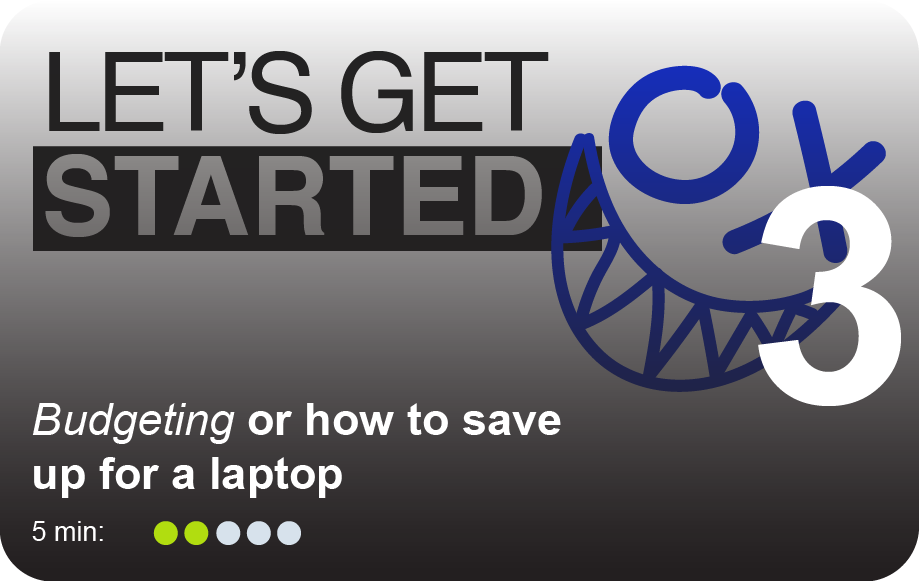 LET’S GET
STARTED
3
Budgeting or how to save
up for a laptop
5 min: